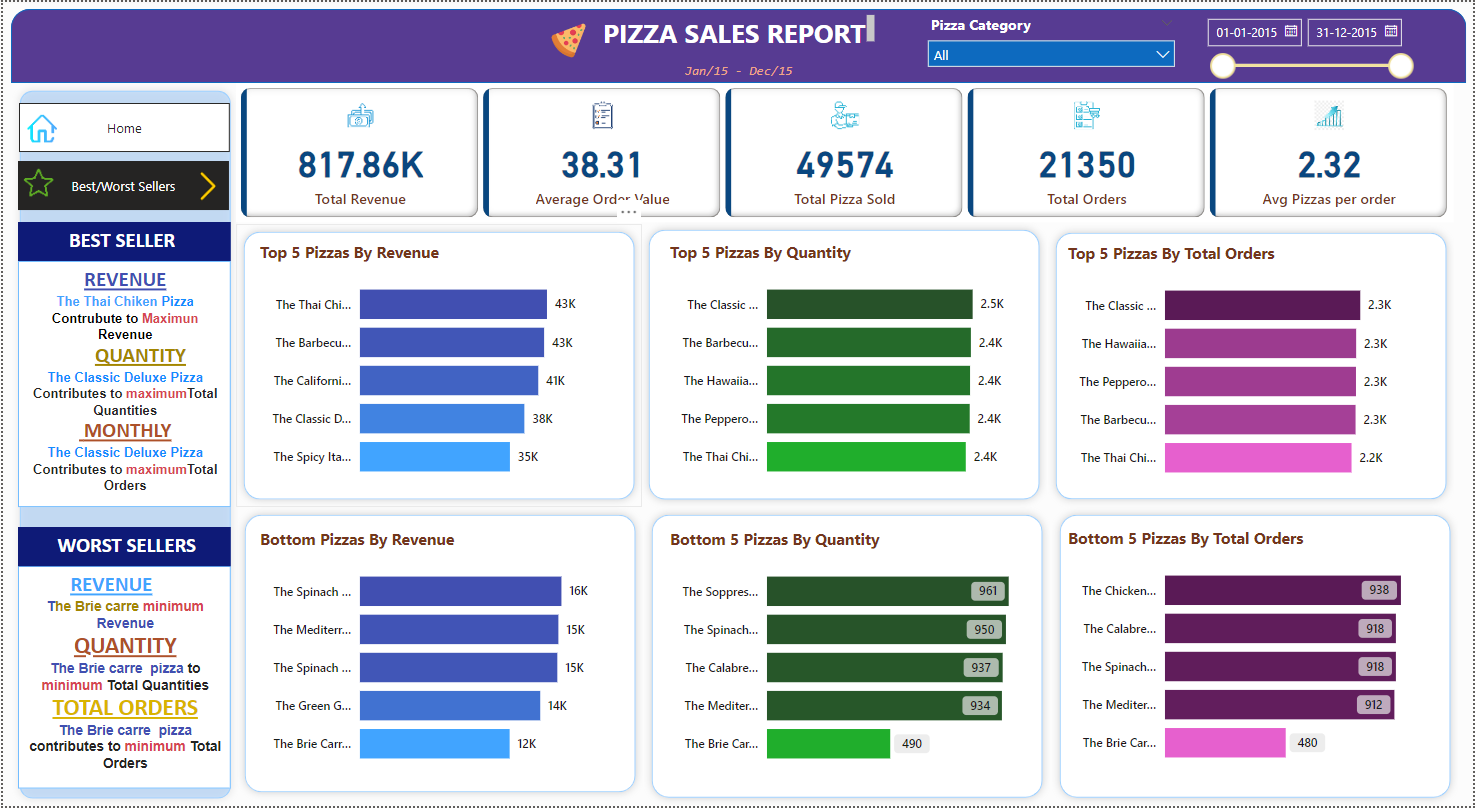 PIZZA SALES REPORT
Jan/15 - Dec/15
Pizza Category
All
01-01-2015
31-12-2015
Home
Best/Worst Sellers
817.86K
Total Revenue
38.31
Average Order Value
49574
Total Pizza Sold
21350
Total Orders
2.32
Avg Pizzas per order
BEST SELLER
REVENUE
The Thai Chiken Pizza
Contrubute to Maximun
Revenue
QUANTITY
The Classic Deluxe Pizza
Contributes to maximumTotal
Quantities
MONTHLY
The Classic Deluxe Pizza
Contributes to maximumTotal
Orders
WORST SELLERS
REVENUE
The Brie carre minimum
Revenue
QUANTITY
The Brie carre pizza to
minimum Total Quantities
TOTAL ORDERS
The Brie carre pizza
contributes to minimum Total
Orders
Top 5 Pizzas By Revenue
The Thai Chi... 43K
The Barbecu... 43K
The Californi... 41K
The Classic D... 38K
The Spicy Ita... 35K
Top 5 Pizzas By Quantity
The Classic ... 2.5K
The Barbecu... 2.4K
The Hawaiia... 2.4K
The Peppero... 2.4K
The Thai Chi... 2.4K
Top 5 Pizzas By Total Orders
The Classic ... 2.3K
The Hawaiia... 2.3K
The Peppero... 2.3K
The Barbecu... 2.3K
The Thai Chi... 2.2K
Bottom Pizzas By Revenue
The Spinach ... 16K
The Mediterr... 15K
The Spinach ... 15K
The Green G... 14K
The Brie Carr... 12K
Bottom 5 Pizzas By Quantity
The Soppres... 961
The Spinach... 950
The Calabre... 937
The Mediter... 934
The Brie Car... 490
Bottom 5 Pizzas By Total Orders
The Chicken... 938
The Calabre... 918
The Spinach... 918
The Mediter... 912
The Brie Car... 480